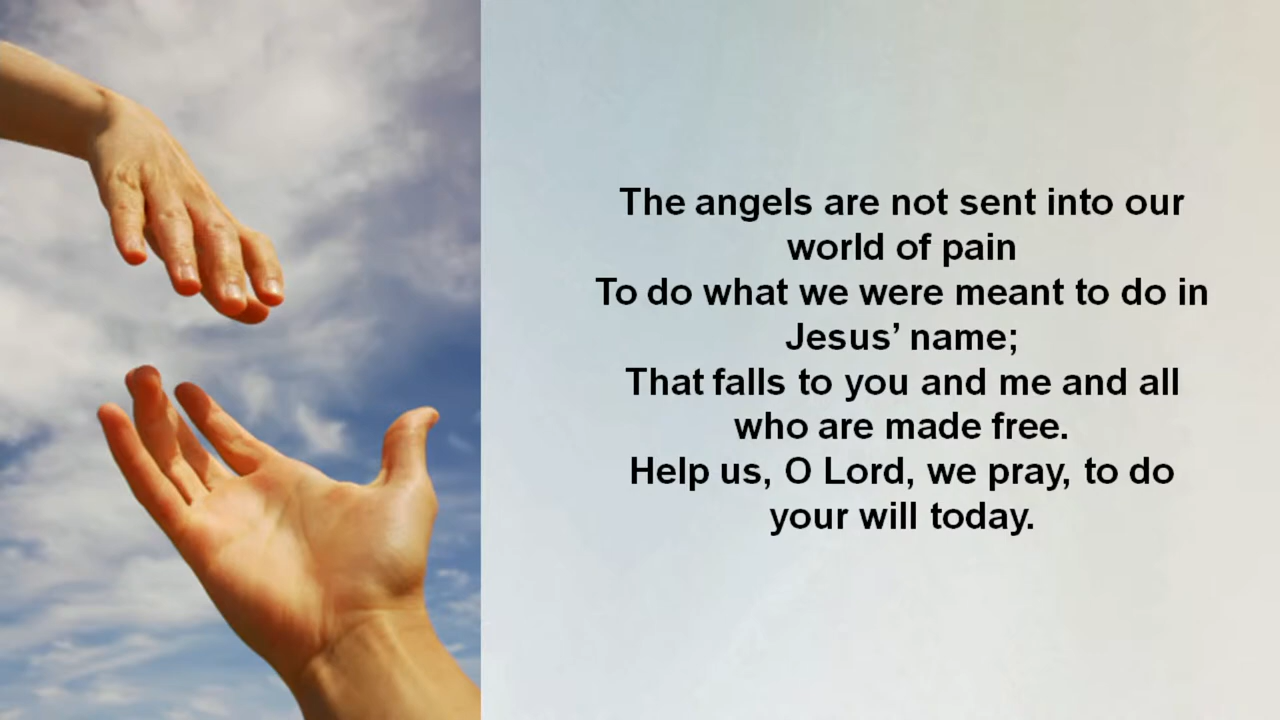 The angels are not sent into our
world of pain
To do what we were meant to do in
Jesus’ name;
That falls to you and me and all
who are made free.
Help us, O Lord, we pray, to do
your will today.